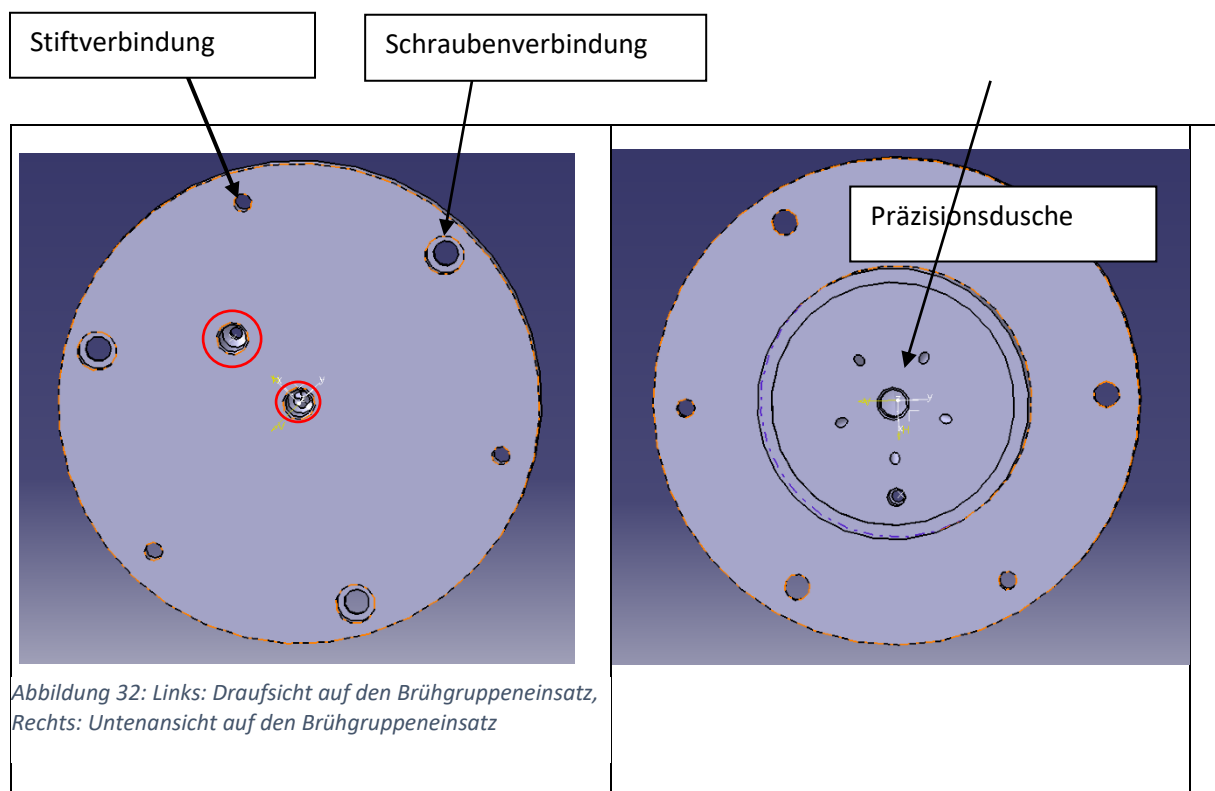 Stiftverbindung
Schraubenverbindung
Präzisionsdusche
Abbildung 32: Links: Draufsicht auf den Brühgruppeneinsatz,
Rechts: Untenansicht auf den Brühgruppeneinsatz